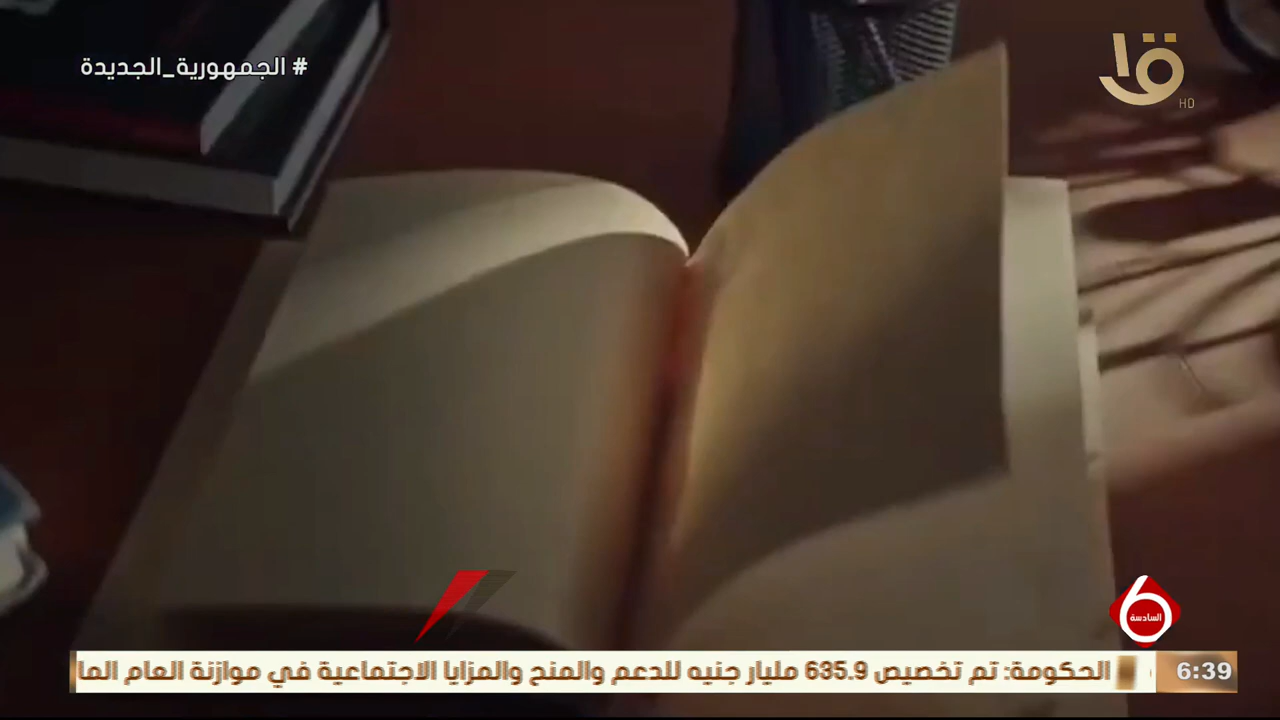 # الجمهورية_الجديدة
HD
السادسة
6:39
الحكومة: تم تخصيص 635.9 مليار جنيه للدعم والمنح والمزايا الاجتماعية في موازنة العام الما